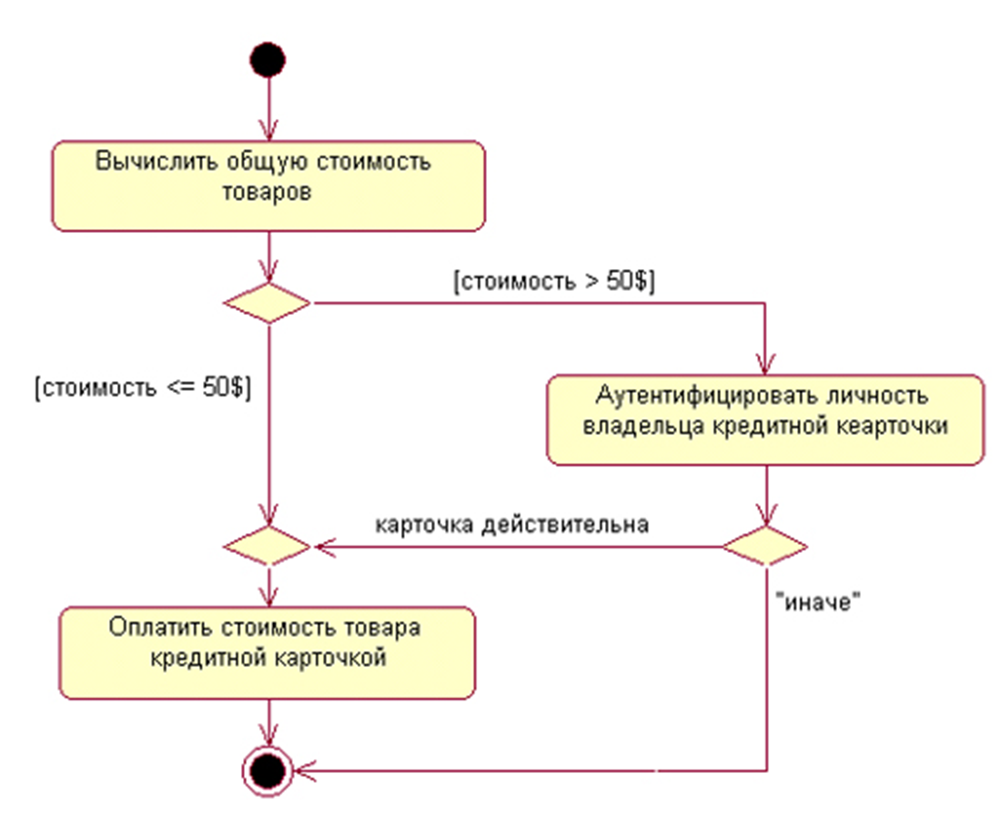 Вычислить общую стоимость
товаров
[стоимость > 50$]
[стоимость <= 50$]
Аутентифицировать личность
владельца кредитной кеарточки
карточка действительна
"иначе"
Оплатить стоимость товара
кредитной карточкой